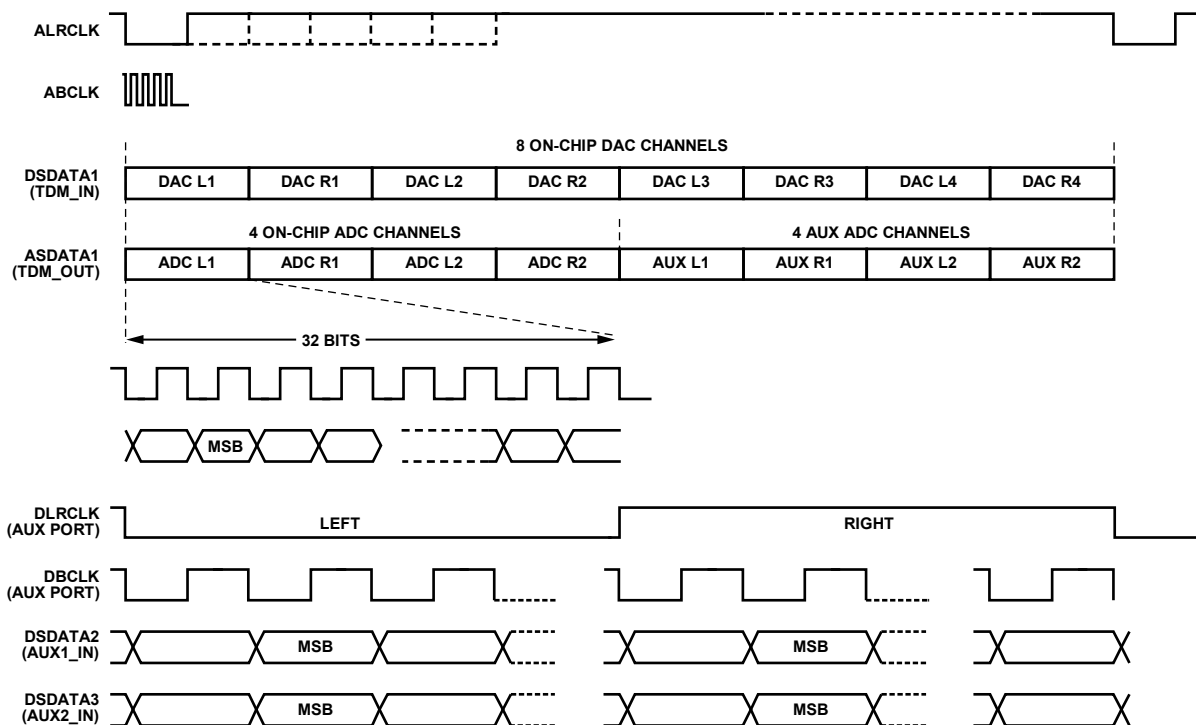 ALRCLK
ABCLK
8 ON-CHIP DAC CHANNELS
DSDATA1
(TDM_IN)
DAC L1 DAC R1 DAC L2 DAC R2 DAC L3 DAC R3 DAC L4 DAC R4
4 ON-CHIP ADC CHANNELS 4 AUX ADC CHANNELS
ASDATA1
(TDM_OUT)
ADC L1 ADC R1 ADC L2 ADC R2 AUX L1 AUX R1 AUX L2 AUX R2
32 BITS
MSB
DLRCLK
(AUX PORT)
LEFT RIGHT
DBCLK
(AUX PORT)
DSDATA2
(AUX1_IN)
MSB MSB
DSDATA3
(AUX2_IN)
MSB MSB